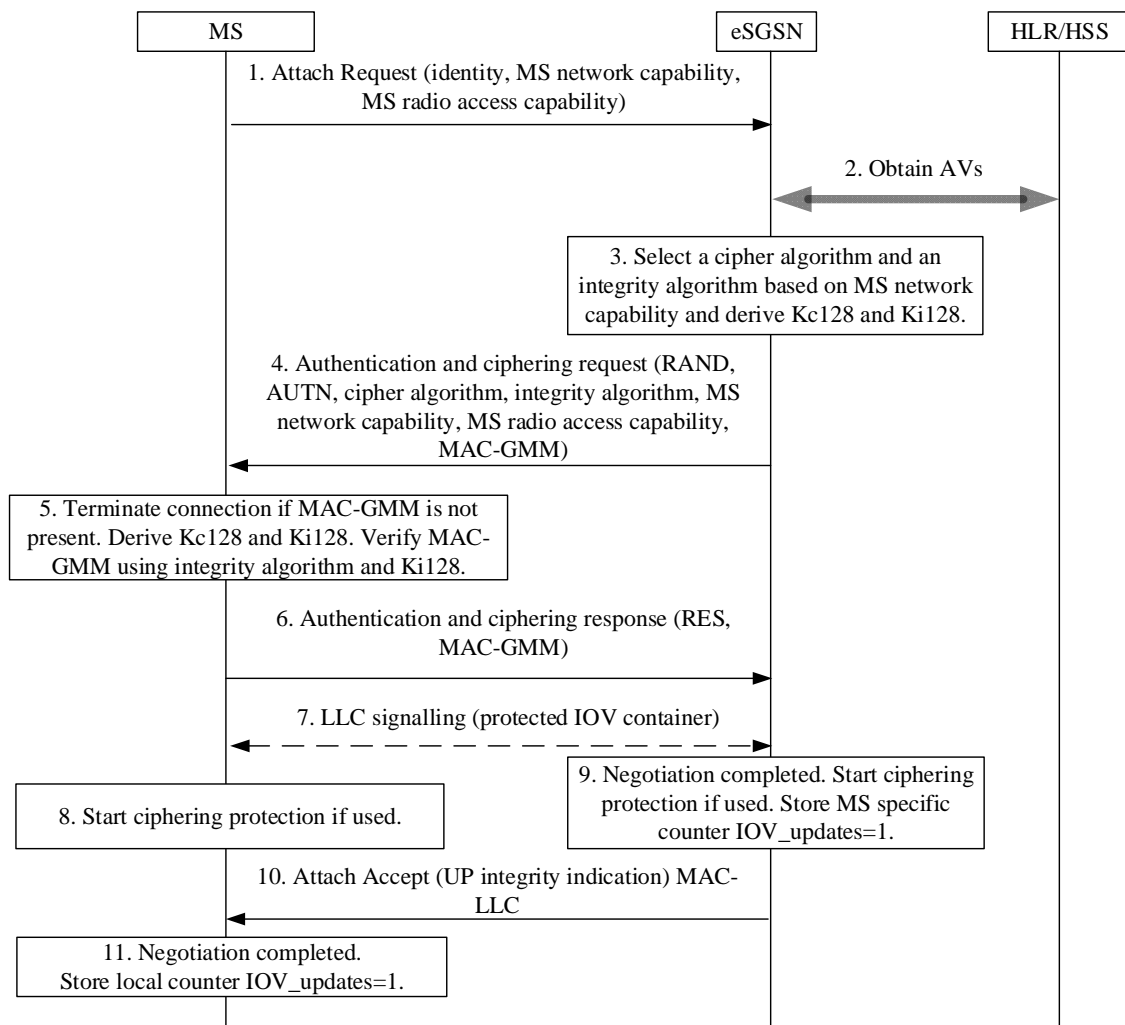 MS
eSGSN
HLR/HSS
1. Attach Request (identity, MS network capability,
MS radio access capability)
2. Obtain AVs
3. Select a cipher algorithm and an
integrity algorithm based on MS network
capability and derive Kc128 and Ki128.
4. Authentication and ciphering request (RAND,
AUTN, cipher algorithm, integrity algorithm, MS
network capability, MS radio access capability,
MAC-GMM)
5. Terminate connection if MAC-GMM is not
present. Derive Kc128 and Ki128. Verify MAC-
GMM using integrity algorithm and Ki128.
6. Authentication and ciphering response (RES,
MAC-GMM)
7. LLC signalling (protected IOV container)
8. Start ciphering protection if used.
9. Negotiation completed. Start ciphering
protection if used. Store MS specific
counter IOV_updates=1.
10. Attach Accept (UP integrity indication) MAC-
LLC
11. Negotiation completed.
Store local counter IOV_updates=1.